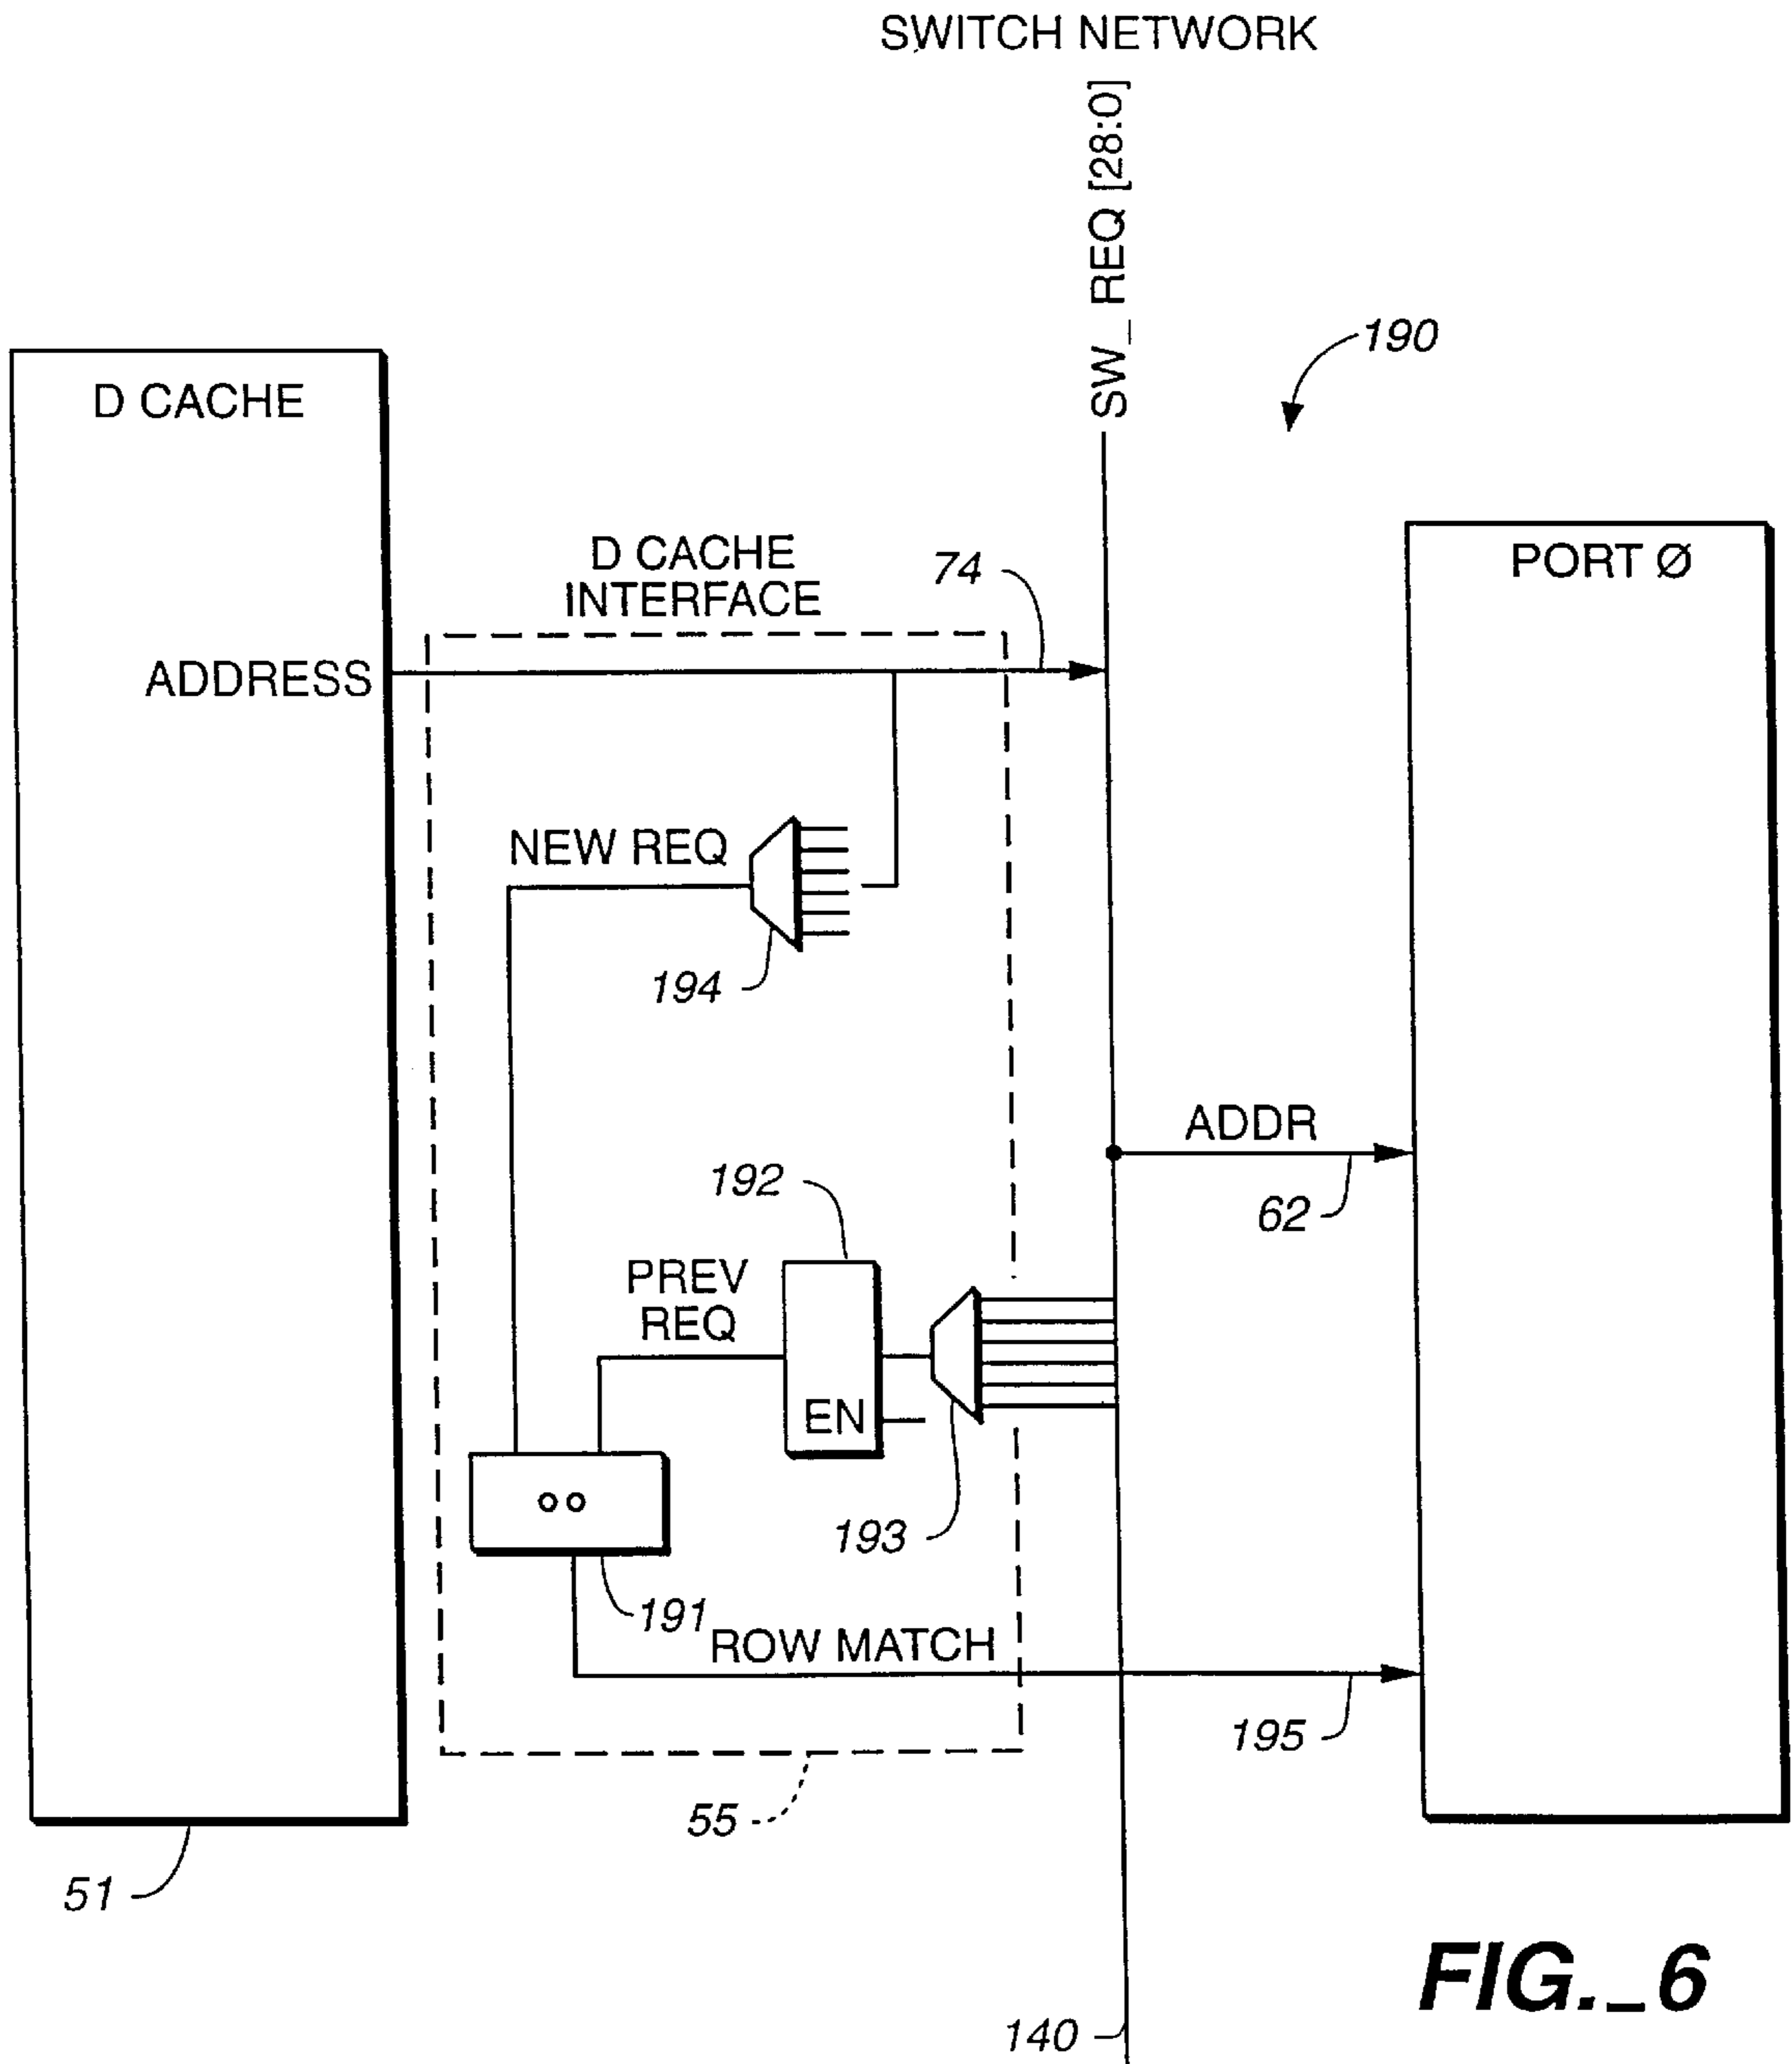 SWITCH NETWORK
SW_ REQ [28:0]
190
D CACHE
D CACHE
INTERFACE
74
PORT Ø
ADDRESS
NEW REQ
194
ADDR
62
192
PREV
REQ
EN
193
191
ROW MATCH
195
55
51
140
FIG._6